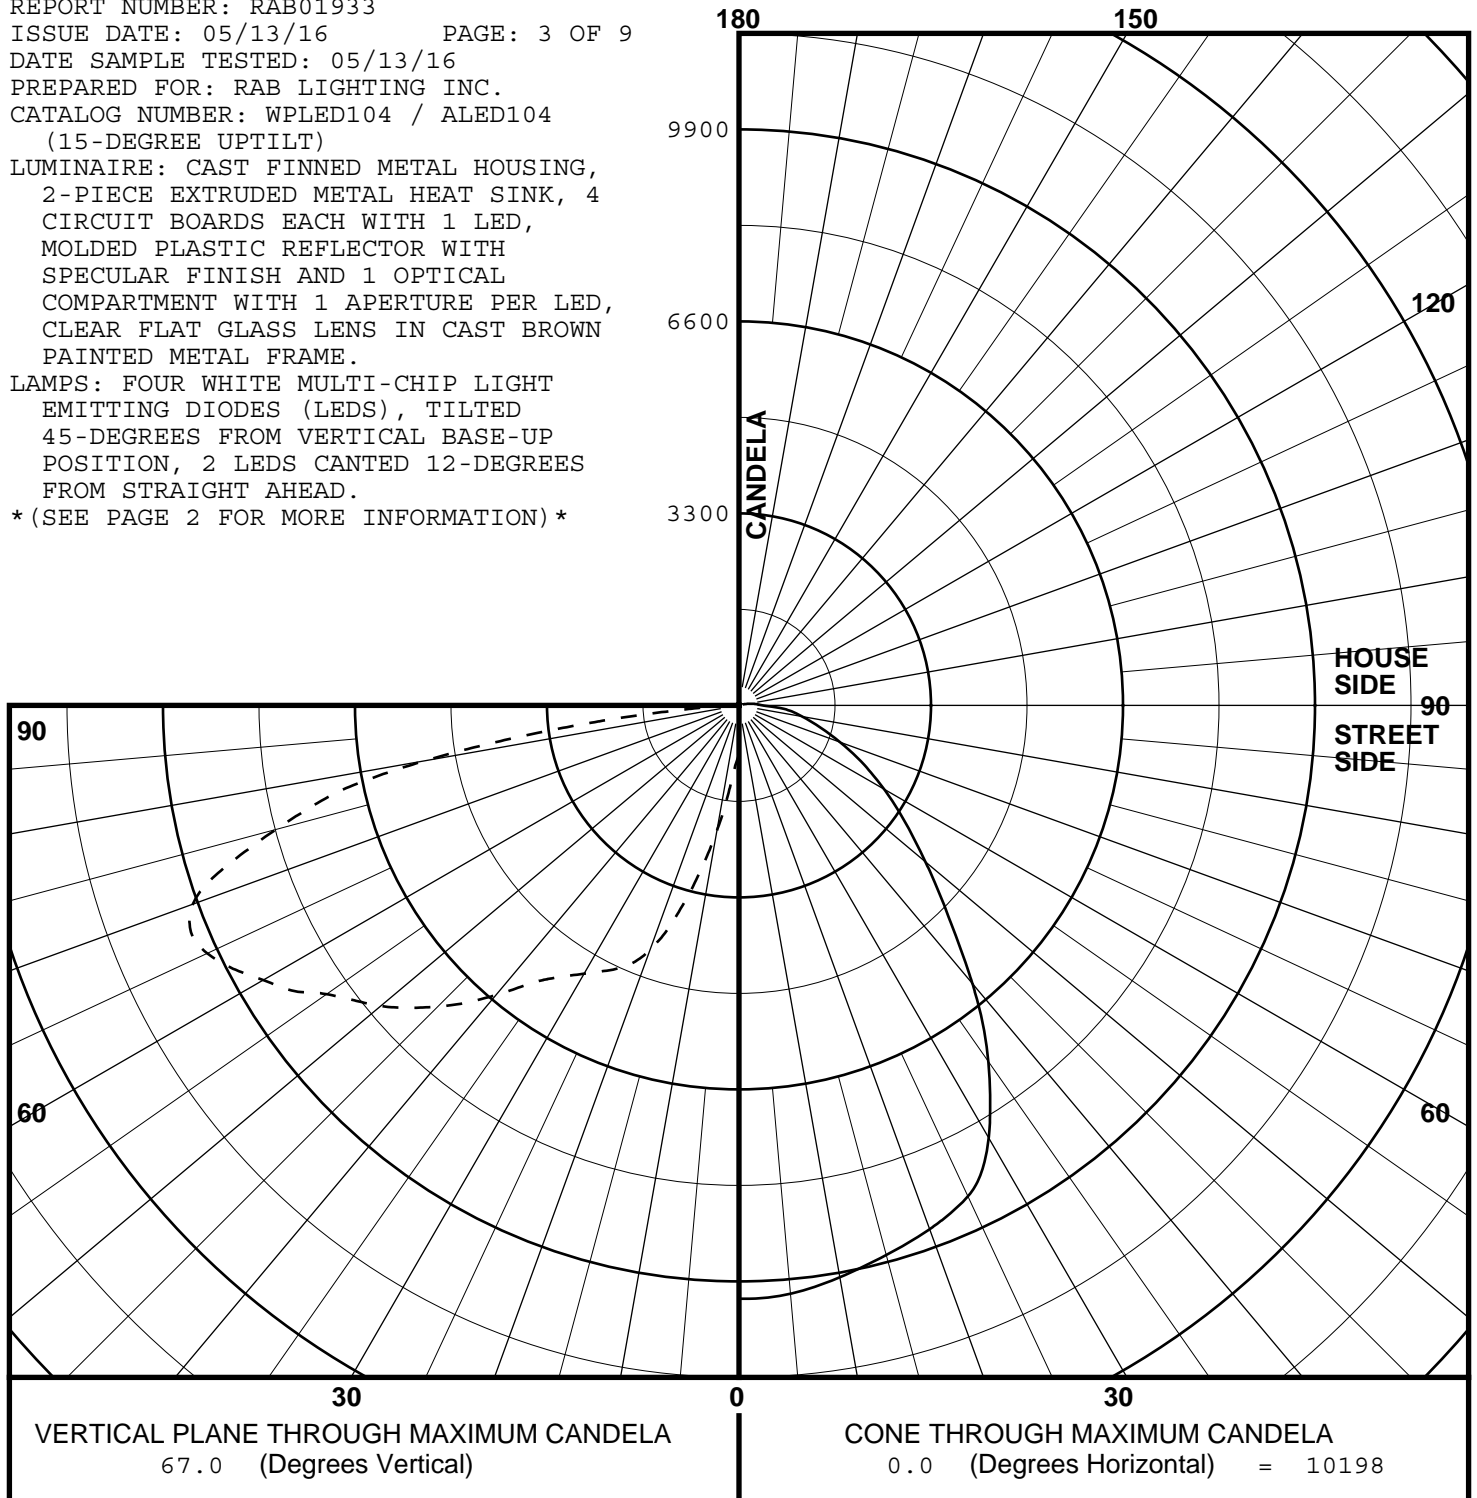 REPORT NUMBER: RAB01933
ISSUE DATE: 05/13/16 PAGE: 3 OF 9
DATE SAMPLE TESTED: 05/13/16
PREPARED FOR: RAB LIGHTING INC.
CATALOG NUMBER: WPLED104 / ALED104
(15-DEGREE UPTILT)
LUMINAIRE: CAST FINNED METAL HOUSING,
2-PIECE EXTRUDED METAL HEAT SINK, 4
CIRCUIT BOARDS EACH WITH 1 LED,
MOLDED PLASTIC REFLECTOR WITH
SPECULAR FINISH AND 1 OPTICAL
COMPARTMENT WITH 1 APERTURE PER LED,
CLEAR FLAT GLASS LENS IN CAST BROWN
PAINTED METAL FRAME.
LAMPS: FOUR WHITE MULTI-CHIP LIGHT
EMITTING DIODES (LEDS), TILTED
45-DEGREES FROM VERTICAL BASE-UP
POSITION, 2 LEDS CANTED 12-DEGREES
FROM STRAIGHT AHEAD.
*(SEE PAGE 2 FOR MORE INFORMATION)*
180
150
9900
120
6600
CANDELA
3300
HOUSE
SIDE
90
90
STREET
SIDE
60
60
30
0
30
VERTICAL PLANE THROUGH MAXIMUM CANDELA
67.0 (Degrees Vertical)
CONE THROUGH MAXIMUM CANDELA
0.0 (Degrees Horizontal) = 10198